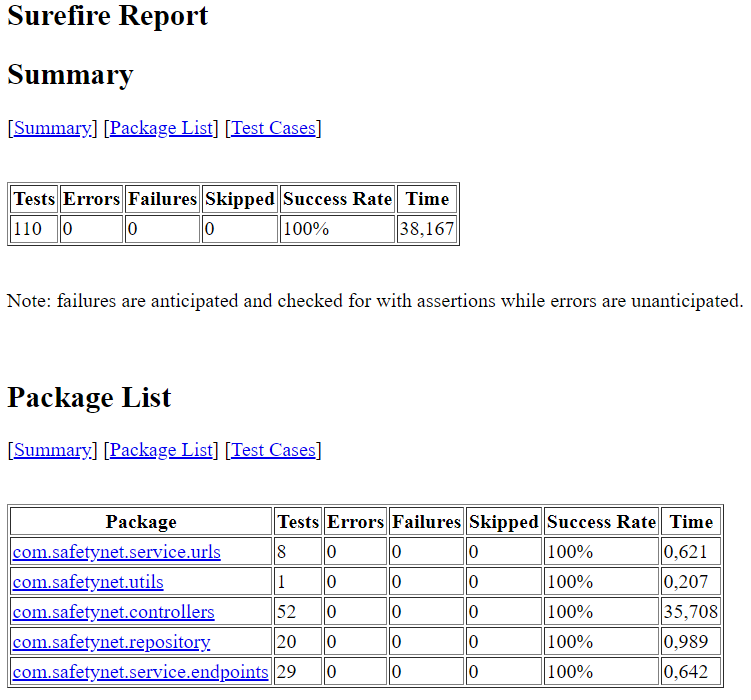 Surefire Report
Summary
[Summary] [Package List] [Test Cases]
Tests Errors Failures Skipped Success Rate Time
110 0 0 0 100% 38,167
Note: failures are anticipated and checked for with assertions while errors are unanticipated.
Package List
[Summary] [Package List] [Test Cases]
Package Tests Errors Failures Skipped Success Rate Time
com.safetynet.service.urls 8 0 0 0 100% 0,621
com.safetynet.utils 1 0 0 0 100% 0,207
com.safetynet.controllers 52 0 0 0 100% 35,708
com.safetynet.repository 20 0 0 0 100% 0,989
com.safetynet.service.endpoints 29 0 0 0 100% 0,642